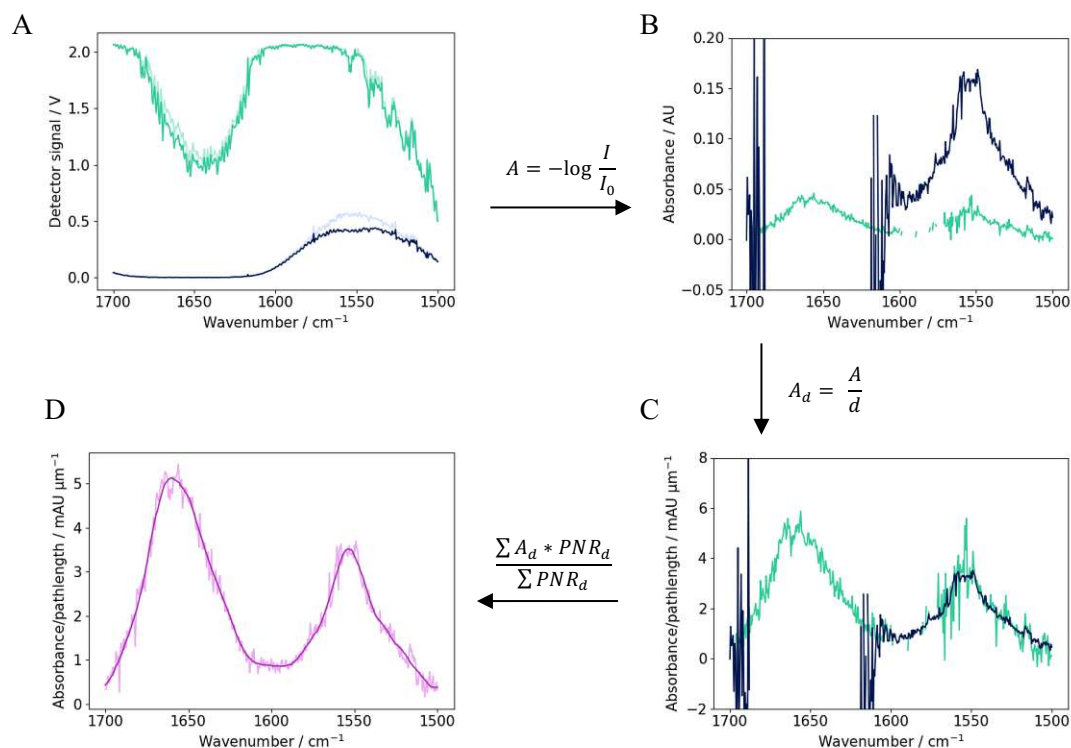 A
Detector signal / V
2.0
1.5
1.0
0.5
0.0
1700
1650
1600
1550
1500
Wavenumber / cm⁻¹
A = −log I/I₀
B
Absorbance / AU
0.20
0.15
0.10
0.05
0.00
−0.05
1700
1650
1600
1550
1500
Wavenumber / cm⁻¹
A_d = A/d
D
Absorbance/pathlength / mAU µm⁻¹
5
4
3
2
1
0
1700
1650
1600
1550
1500
Wavenumber / cm⁻¹
∑ A_d * PNR_d
∑ PNR_d
C
Absorbance/pathlength / mAU µm⁻¹
8
6
4
2
0
−2
1700
1650
1600
1550
1500
Wavenumber / cm⁻¹